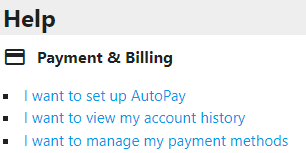 Help
Payment & Billing
I want to set up AutoPay
I want to view my account history
I want to manage my payment methods